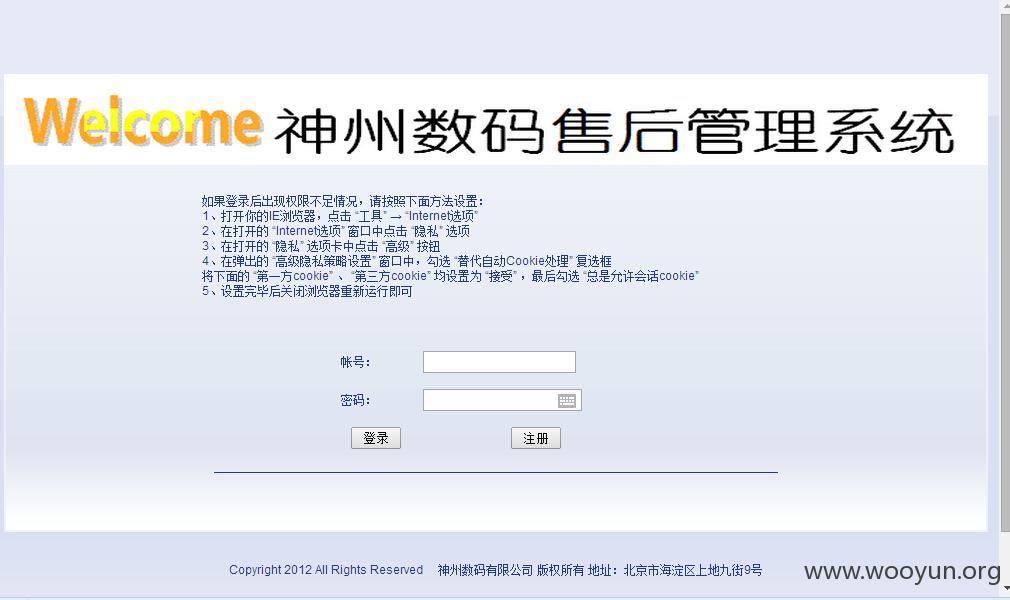 Welcome 神州数码售后管理系统
如果登录后出现权限不足情况，请按照下面方法设置：
1、打开你的IE浏览器，点击 “工具” → “Internet选项”
2、在打开的 “Internet选项” 窗口中点击 “隐私” 选项
3、在打开的 “隐私” 选项卡中点击 “高级” 按钮
4、在弹出的 “高级隐私策略设置” 窗口中，勾选 “替代自动Cookie处理” 复选框
将下面的 “第一方cookie” 、 “第三方cookie” 均设置为 “接受” ，最后勾选 “总是允许会话cookie”
5、设置完毕后关闭浏览器重新运行即可
帐号：
密码：
登录 注册
Copyright 2012 All Rights Reserved 神州数码有限公司 版权所有 地址：北京市海淀区上地九街9号
www.wooyun.org